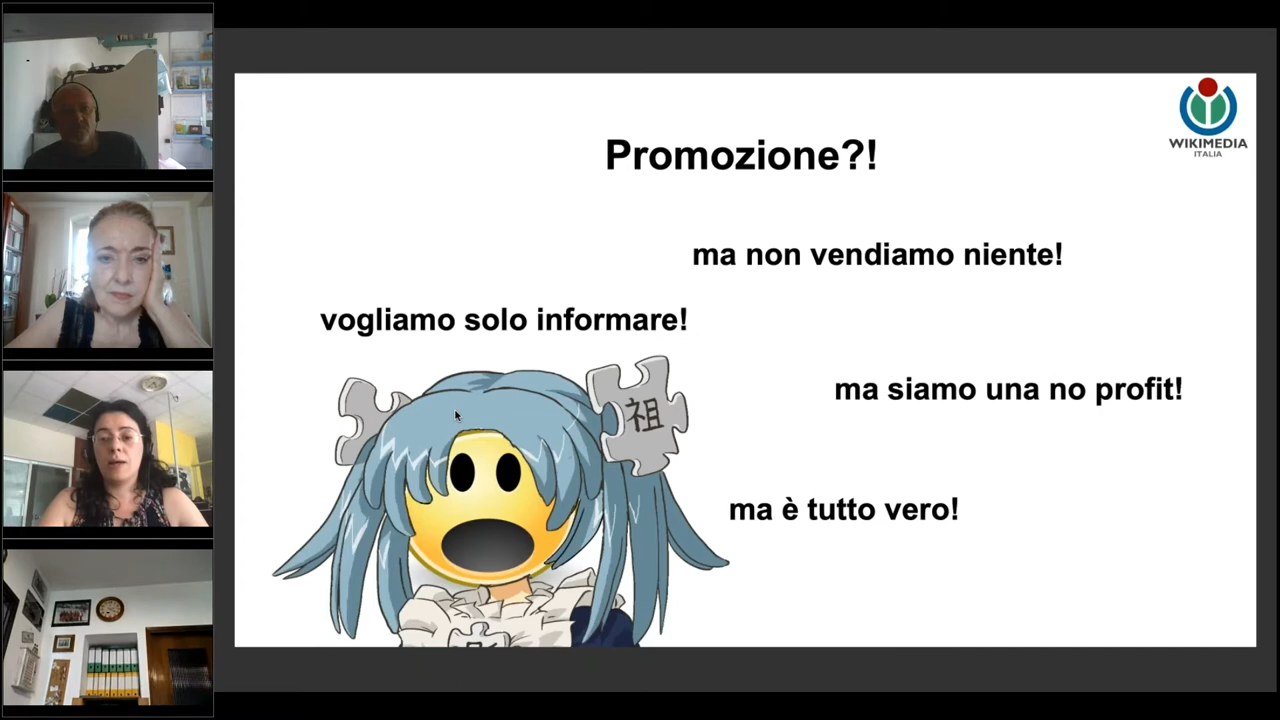 WIKIMEDIA
ITALIA
Promozione?!
ma non vendiamo niente!
vogliamo solo informare!
ma siamo una no profit!
祖
ma è tutto vero!